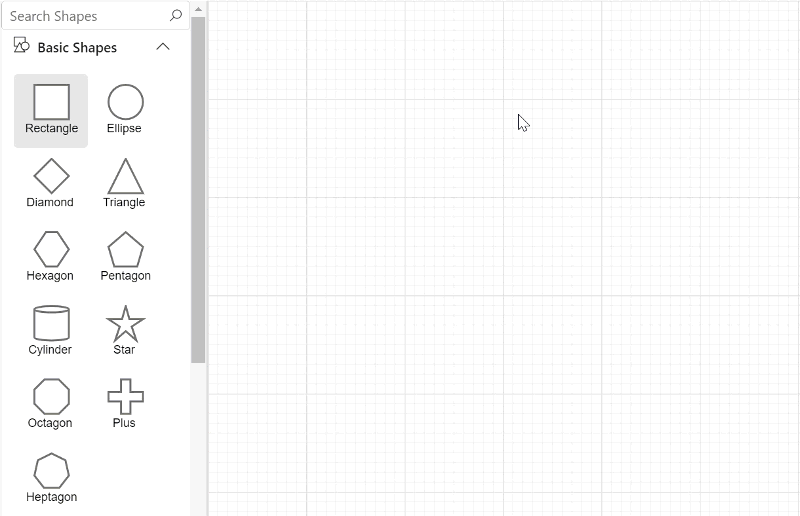 Search Shapes
Basic Shapes
Rectangle Ellipse
Diamond Triangle
Hexagon Pentagon
Cylinder Star
Octagon Plus
Heptagon